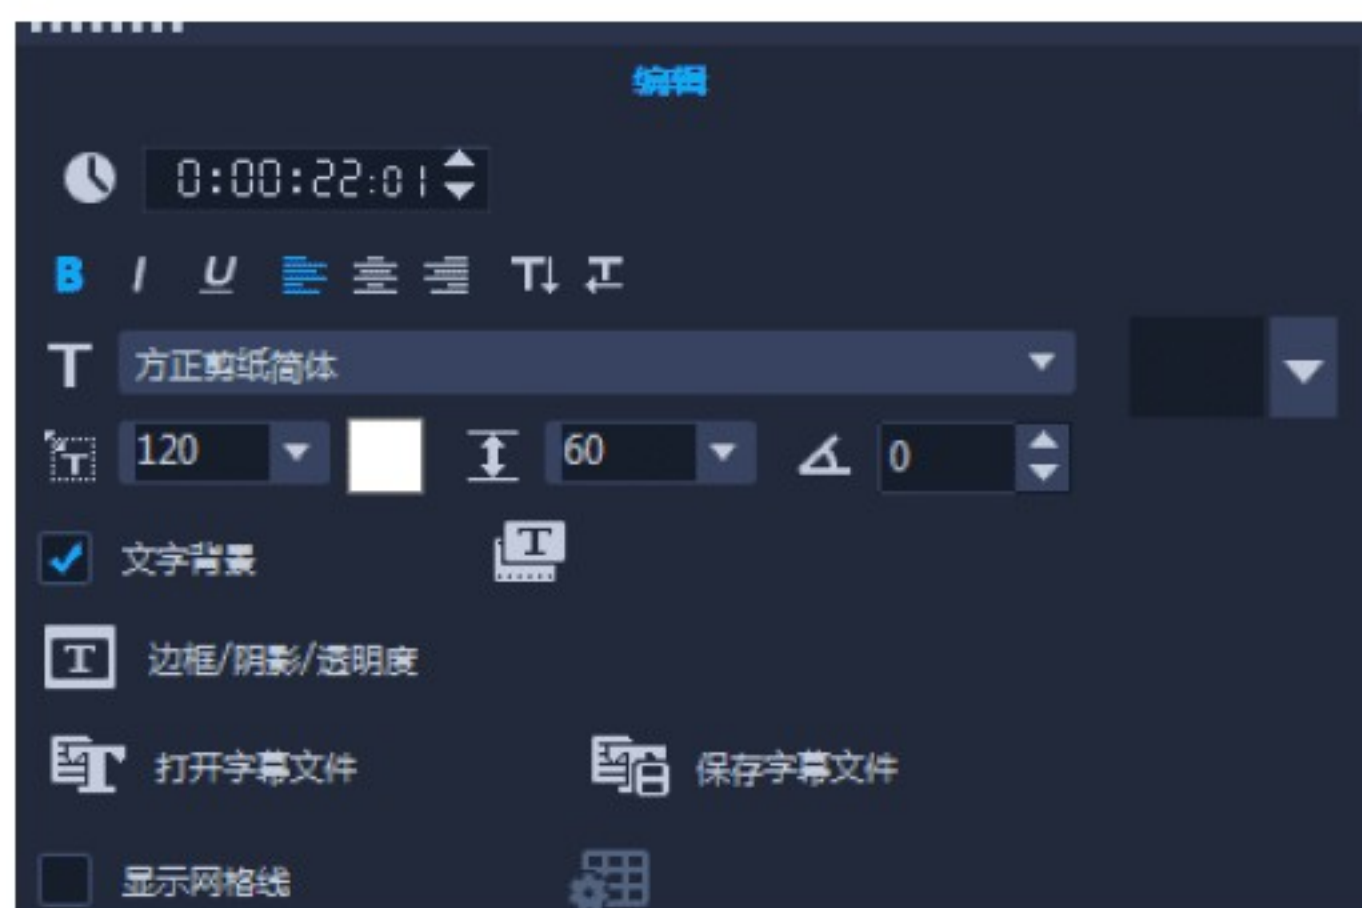 编辑
0:00:22:01
B I U T↓ T
T 方正剪纸简体
T 120 60 0
文字背景 T
T 边框/阴影/透明度
T 打开字幕文件 保存字幕文件
显示网格线